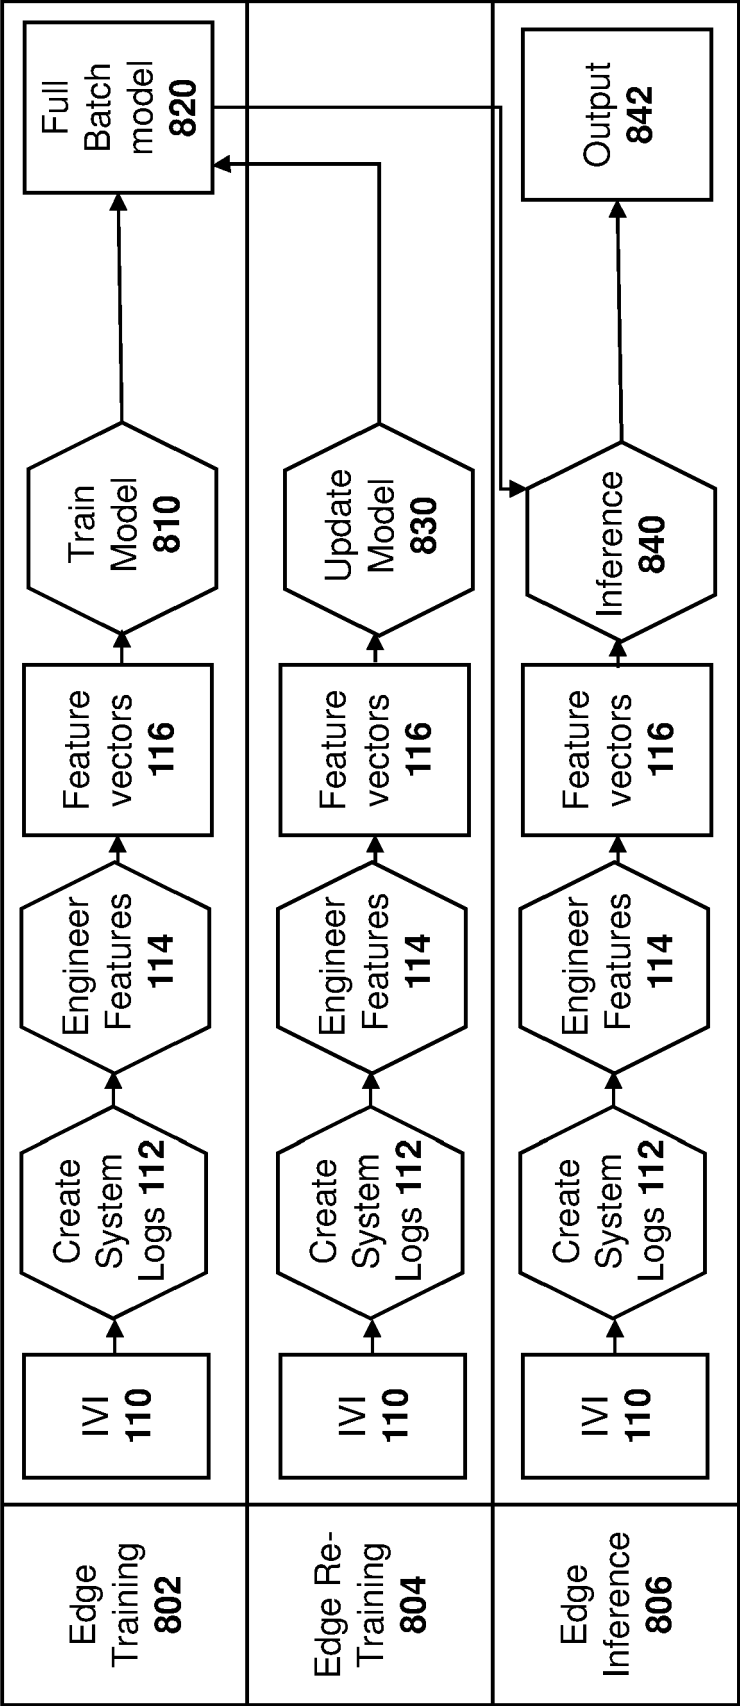 Edge
Training
802
IVI
110
Create
System
Logs 112
Engineer
Features
114
Feature
vectors
116
Train
Model
810
Full
Batch
model
820
Edge Re-
Training
804
IVI
110
Create
System
Logs 112
Engineer
Features
114
Feature
vectors
116
Update
Model
830
Edge
Inference
806
IVI
110
Create
System
Logs 112
Engineer
Features
114
Feature
vectors
116
Inference
840
Output
842